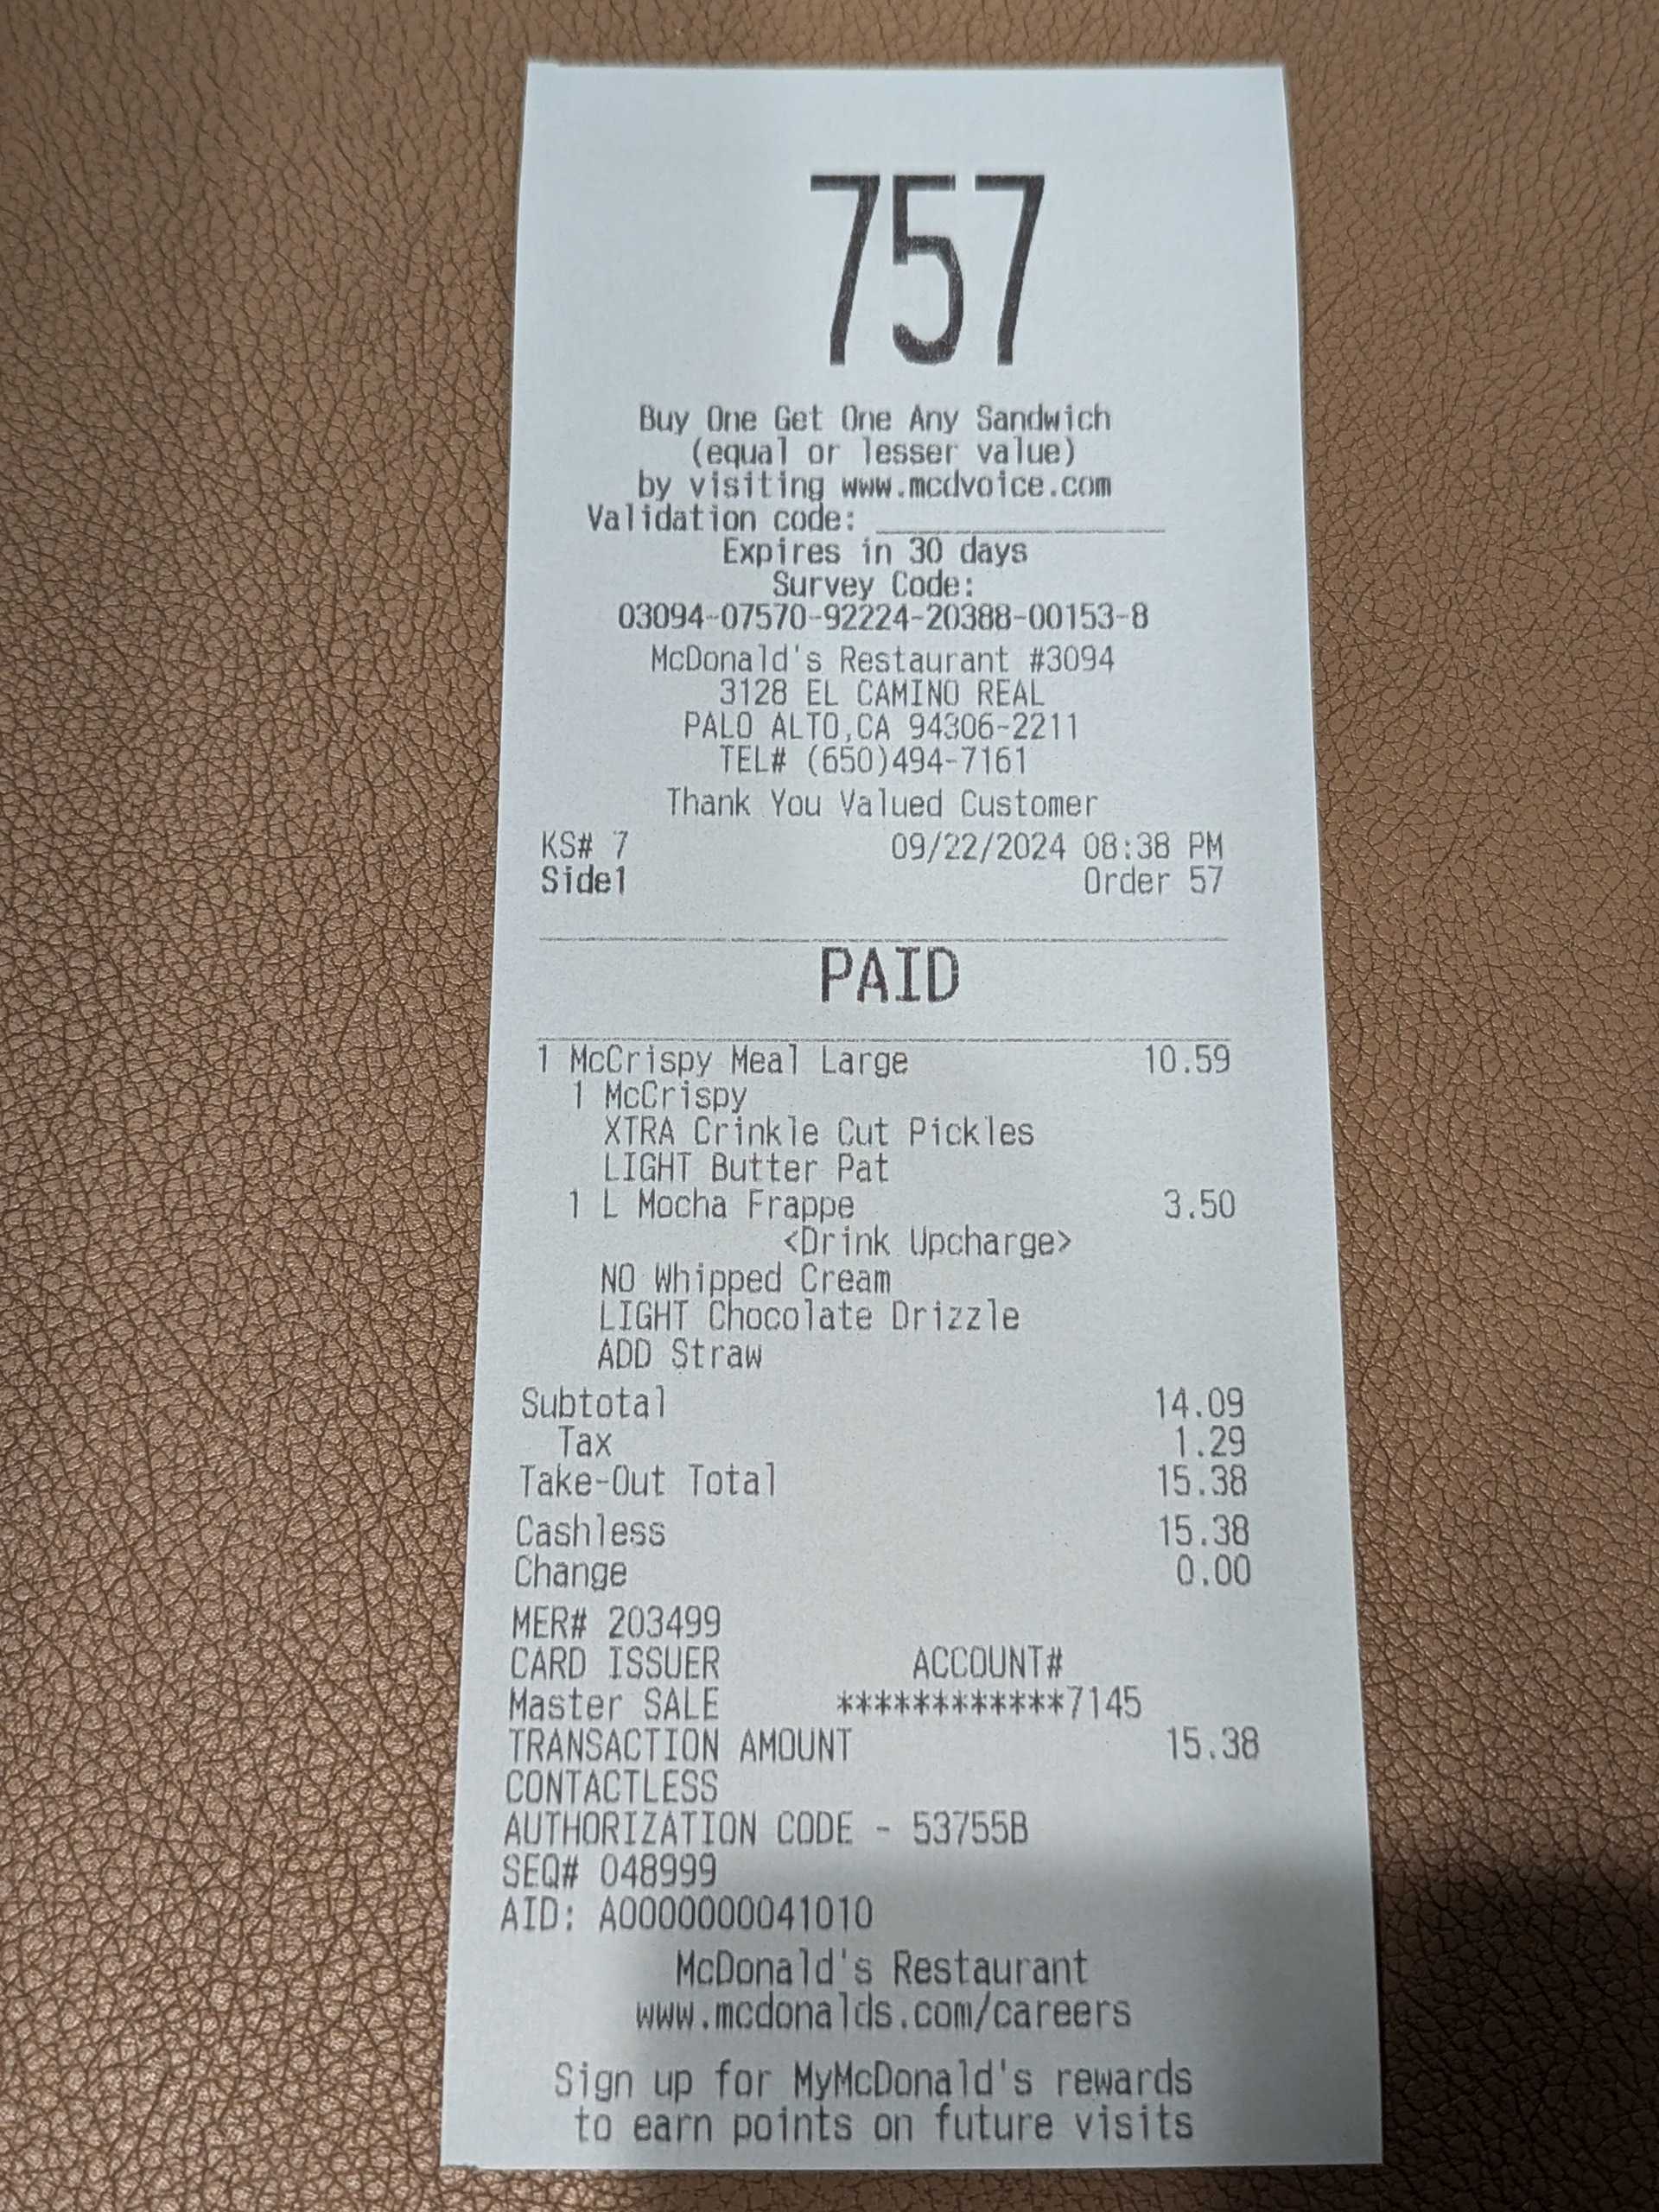 757
Buy One Get One Any Sandwich
(equal or lesser value)
by visiting www.mcdvoice.com
Validation code: ________________
Expires in 30 days
Survey Code:
03094-07570-92224-20388-00153-8
McDonald's Restaurant #3094
3128 EL CAMINO REAL
PALO ALTO,CA 94306-2211
TEL# (650)494-7161
Thank You Valued Customer
KS# 7 09/22/2024 08:38 PM
Side1 Order 57
PAID
1 McCrispy Meal Large 10.59
1 McCrispy
XTRA Crinkle Cut Pickles
LIGHT Butter Pat
1 L Mocha Frappe 3.50
<Drink Upcharge>
NO Whipped Cream
LIGHT Chocolate Drizzle
ADD Straw
Subtotal 14.09
Tax 1.29
Take-Out Total 15.38
Cashless 15.38
Change 0.00
MER# 203499
CARD ISSUER ACCOUNT#
Master SALE ************7145
TRANSACTION AMOUNT 15.38
CONTACTLESS
AUTHORIZATION CODE - 53755B
SEQ# 048999
AID: A0000000041010
McDonald's Restaurant
www.mcdonalds.com/careers
Sign up for MyMcDonald's rewards
to earn points on future visits